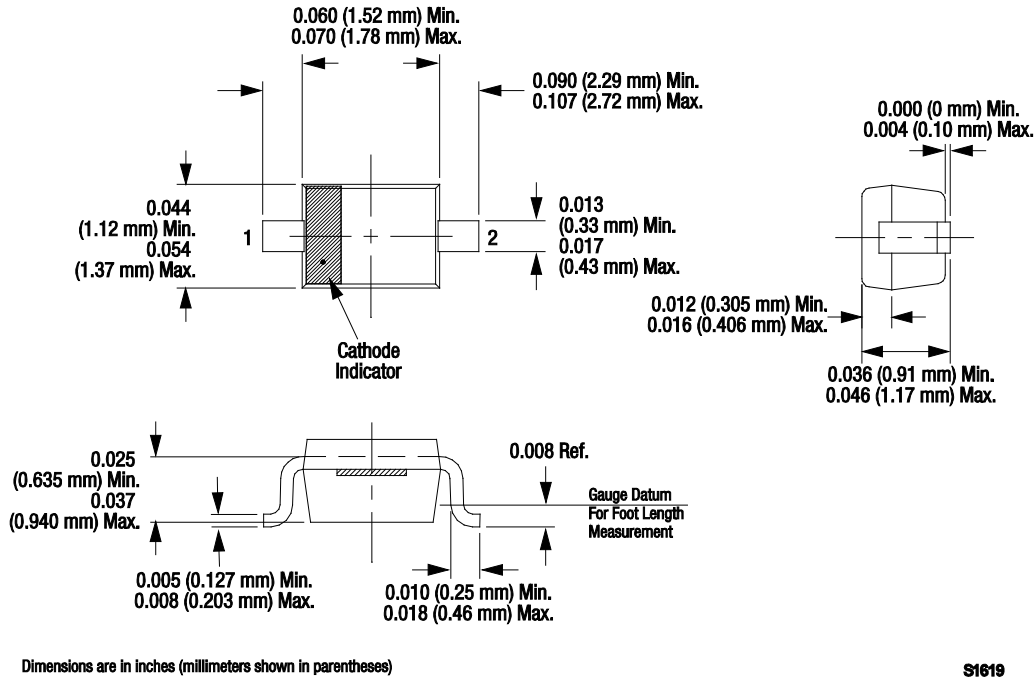 0.060 (1.52 mm) Min.
0.070 (1.78 mm) Max.
0.090 (2.29 mm) Min.
0.107 (2.72 mm) Max.
0.000 (0 mm) Min.
0.004 (0.10 mm) Max.
0.044
(1.12 mm) Min.
0.054
(1.37 mm) Max.
1
2
0.013
(0.33 mm) Min.
0.017
(0.43 mm) Max.
0.012 (0.305 mm) Min.
0.016 (0.406 mm) Max.
Cathode
Indicator
0.036 (0.91 mm) Min.
0.046 (1.17 mm) Max.
0.025
(0.635 mm) Min.
0.037
(0.940 mm) Max.
0.008 Ref.
Gauge Datum
For Foot Length
Measurement
0.005 (0.127 mm) Min.
0.008 (0.203 mm) Max.
0.010 (0.25 mm) Min.
0.018 (0.46 mm) Max.
Dimensions are in inches (millimeters shown in parentheses)
S1619